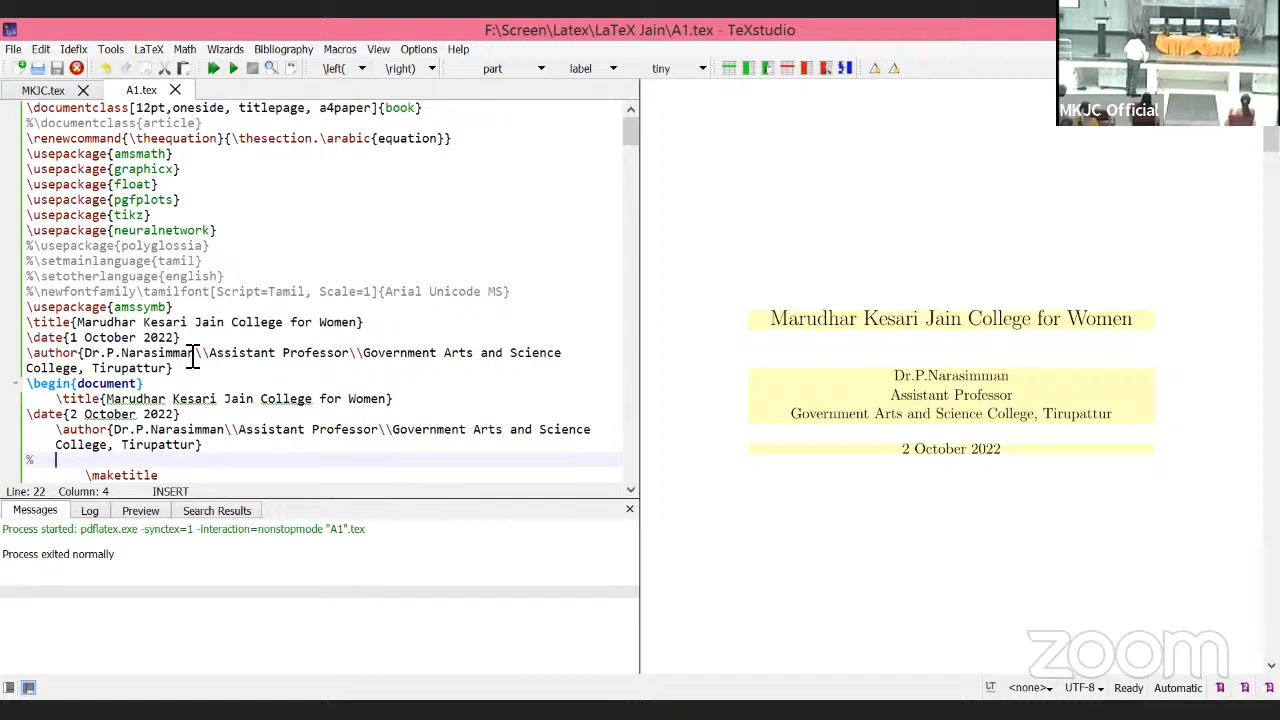 F:\Screen\Latex\LaTeX Jain\A1.tex - TeXstudio
File Edit Idefix Tools LaTeX Math Wizards Bibliography Macros View Options Help
\left( \right) part label tiny
MKJC.tex A1.tex
\documentclass[12pt,oneside, titlepage, a4paper]{book}
%\documentclass{article}
\renewcommand{\theequation}{\thesection.\arabic{equation}}
\usepackage{amsmath}
\usepackage{graphicx}
\usepackage{float}
\usepackage{pgfplots}
\usepackage{tikz}
\usepackage{neuralnetwork}
%\usepackage{polyglossia}
%\setmainlanguage{tamil}
%\setotherlanguage{english}
%\newfontfamily\tamilfont[Script=Tamil, Scale=1]{Arial Unicode MS}
\usepackage{amssymb}
\title{Marudhar Kesari Jain College for Women}
\date{1 October 2022}
\author{Dr.P.Narasimman\\Assistant Professor\\Government Arts and Science
College, Tirupattur}
\begin{document}
\title{Marudhar Kesari Jain College for Women}
\date{2 October 2022}
\author{Dr.P.Narasimman\\Assistant Professor\\Government Arts and Science
College, Tirupattur}
%
\maketitle
Line: 22 Column: 4 INSERT
Messages Log Preview Search Results
Process started: pdflatex.exe -synctex=1 -interaction=nonstopmode "A1".tex
Process exited normally
MKJC Official
Marudhar Kesari Jain College for Women
Dr.P.Narasimman
Assistant Professor
Government Arts and Science College, Tirupattur
2 October 2022
zoom
LT <none> UTF-8 Ready Automatic